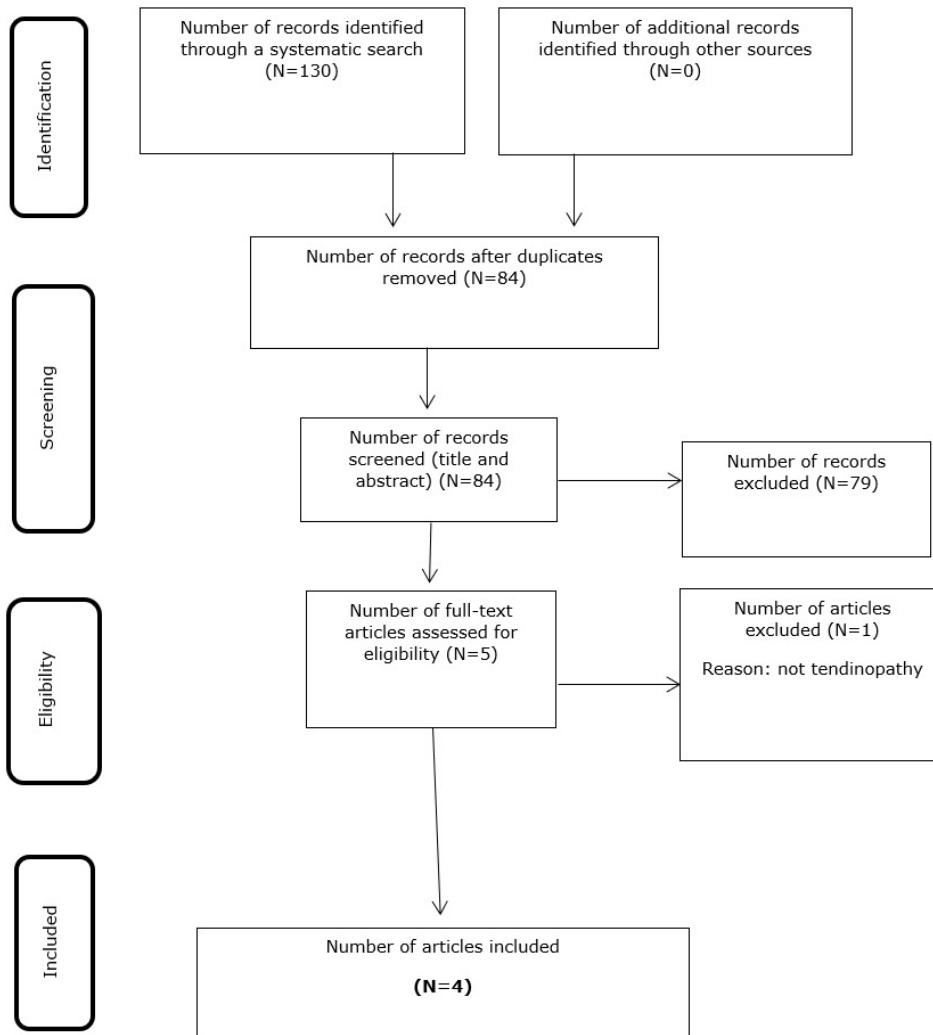 Identification
Number of records identified
through a systematic search
(N=130)
Number of additional records
identified through other sources
(N=0)
Number of records after duplicates
removed (N=84)
Screening
Number of records
screened (title and
abstract) (N=84)
Number of records
excluded (N=79)
Eligibility
Number of full-text
articles assessed for
eligibility (N=5)
Number of articles
excluded (N=1)
Reason: not tendinopathy
Included
Number of articles included
(N=4)